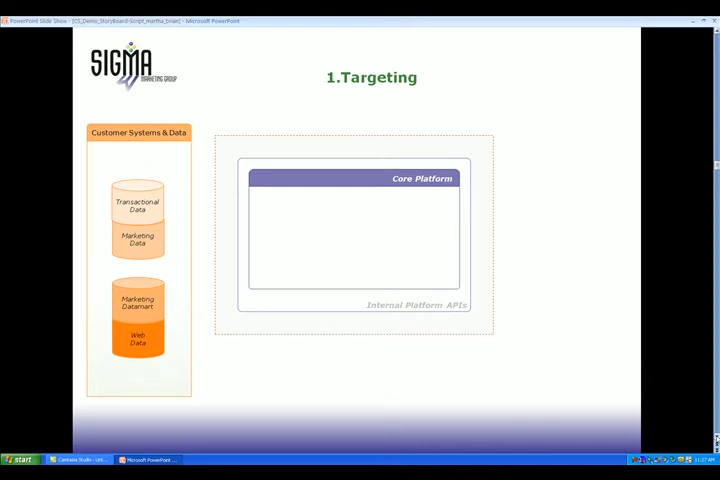 PowerPoint Slide Show - [CS_Demo_StoryBoard-Script_martha_brian] - Microsoft PowerPoint
SIGMA
MARKETING GROUP
1.Targeting
Customer Systems & Data
Transactional
Data
Marketing
Data
Marketing
Datamart
Web
Data
Core Platform
Internal Platform APIs
start
Camtasia Studio - Unt...
Microsoft PowerPoint ...
11:27 AM